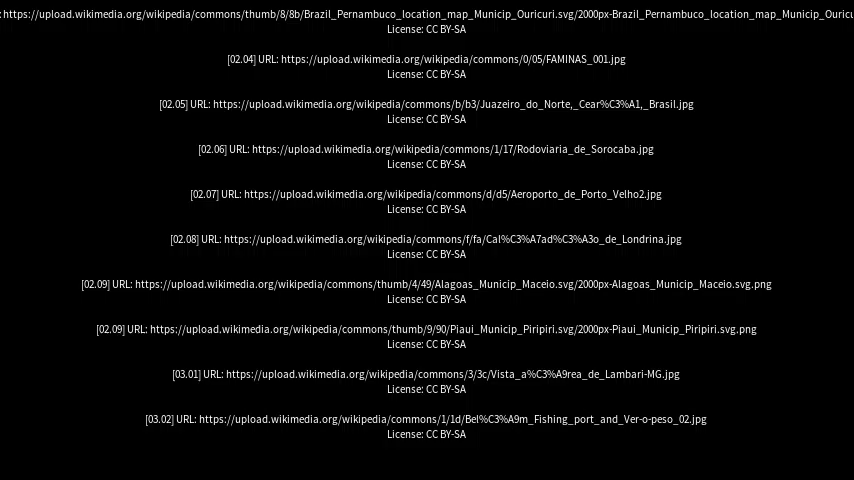 : https://upload.wikimedia.org/wikipedia/commons/thumb/8/8b/Brazil_Pernambuco_location_map_Municip_Ouricuri.svg/2000px-Brazil_Pernambuco_location_map_Municip_Ouricu
License: CC BY-SA
[02.04] URL: https://upload.wikimedia.org/wikipedia/commons/0/05/FAMINAS_001.jpg
License: CC BY-SA
[02.05] URL: https://upload.wikimedia.org/wikipedia/commons/b/b3/Juazeiro_do_Norte,_Cear%C3%A1,_Brasil.jpg
License: CC BY-SA
[02.06] URL: https://upload.wikimedia.org/wikipedia/commons/1/17/Rodoviaria_de_Sorocaba.jpg
License: CC BY-SA
[02.07] URL: https://upload.wikimedia.org/wikipedia/commons/d/d5/Aeroporto_de_Porto_Velho2.jpg
License: CC BY-SA
[02.08] URL: https://upload.wikimedia.org/wikipedia/commons/f/fa/Cal%C3%A7ad%C3%A3o_de_Londrina.jpg
License: CC BY-SA
[02.09] URL: https://upload.wikimedia.org/wikipedia/commons/thumb/4/49/Alagoas_Municip_Maceio.svg/2000px-Alagoas_Municip_Maceio.svg.png
License: CC BY-SA
[02.09] URL: https://upload.wikimedia.org/wikipedia/commons/thumb/9/90/Piaui_Municip_Piripiri.svg/2000px-Piaui_Municip_Piripiri.svg.png
License: CC BY-SA
[03.01] URL: https://upload.wikimedia.org/wikipedia/commons/3/3c/Vista_a%C3%A9rea_de_Lambari-MG.jpg
License: CC BY-SA
[03.02] URL: https://upload.wikimedia.org/wikipedia/commons/1/1d/Bel%C3%A9m_Fishing_port_and_Ver-o-peso_02.jpg
License: CC BY-SA